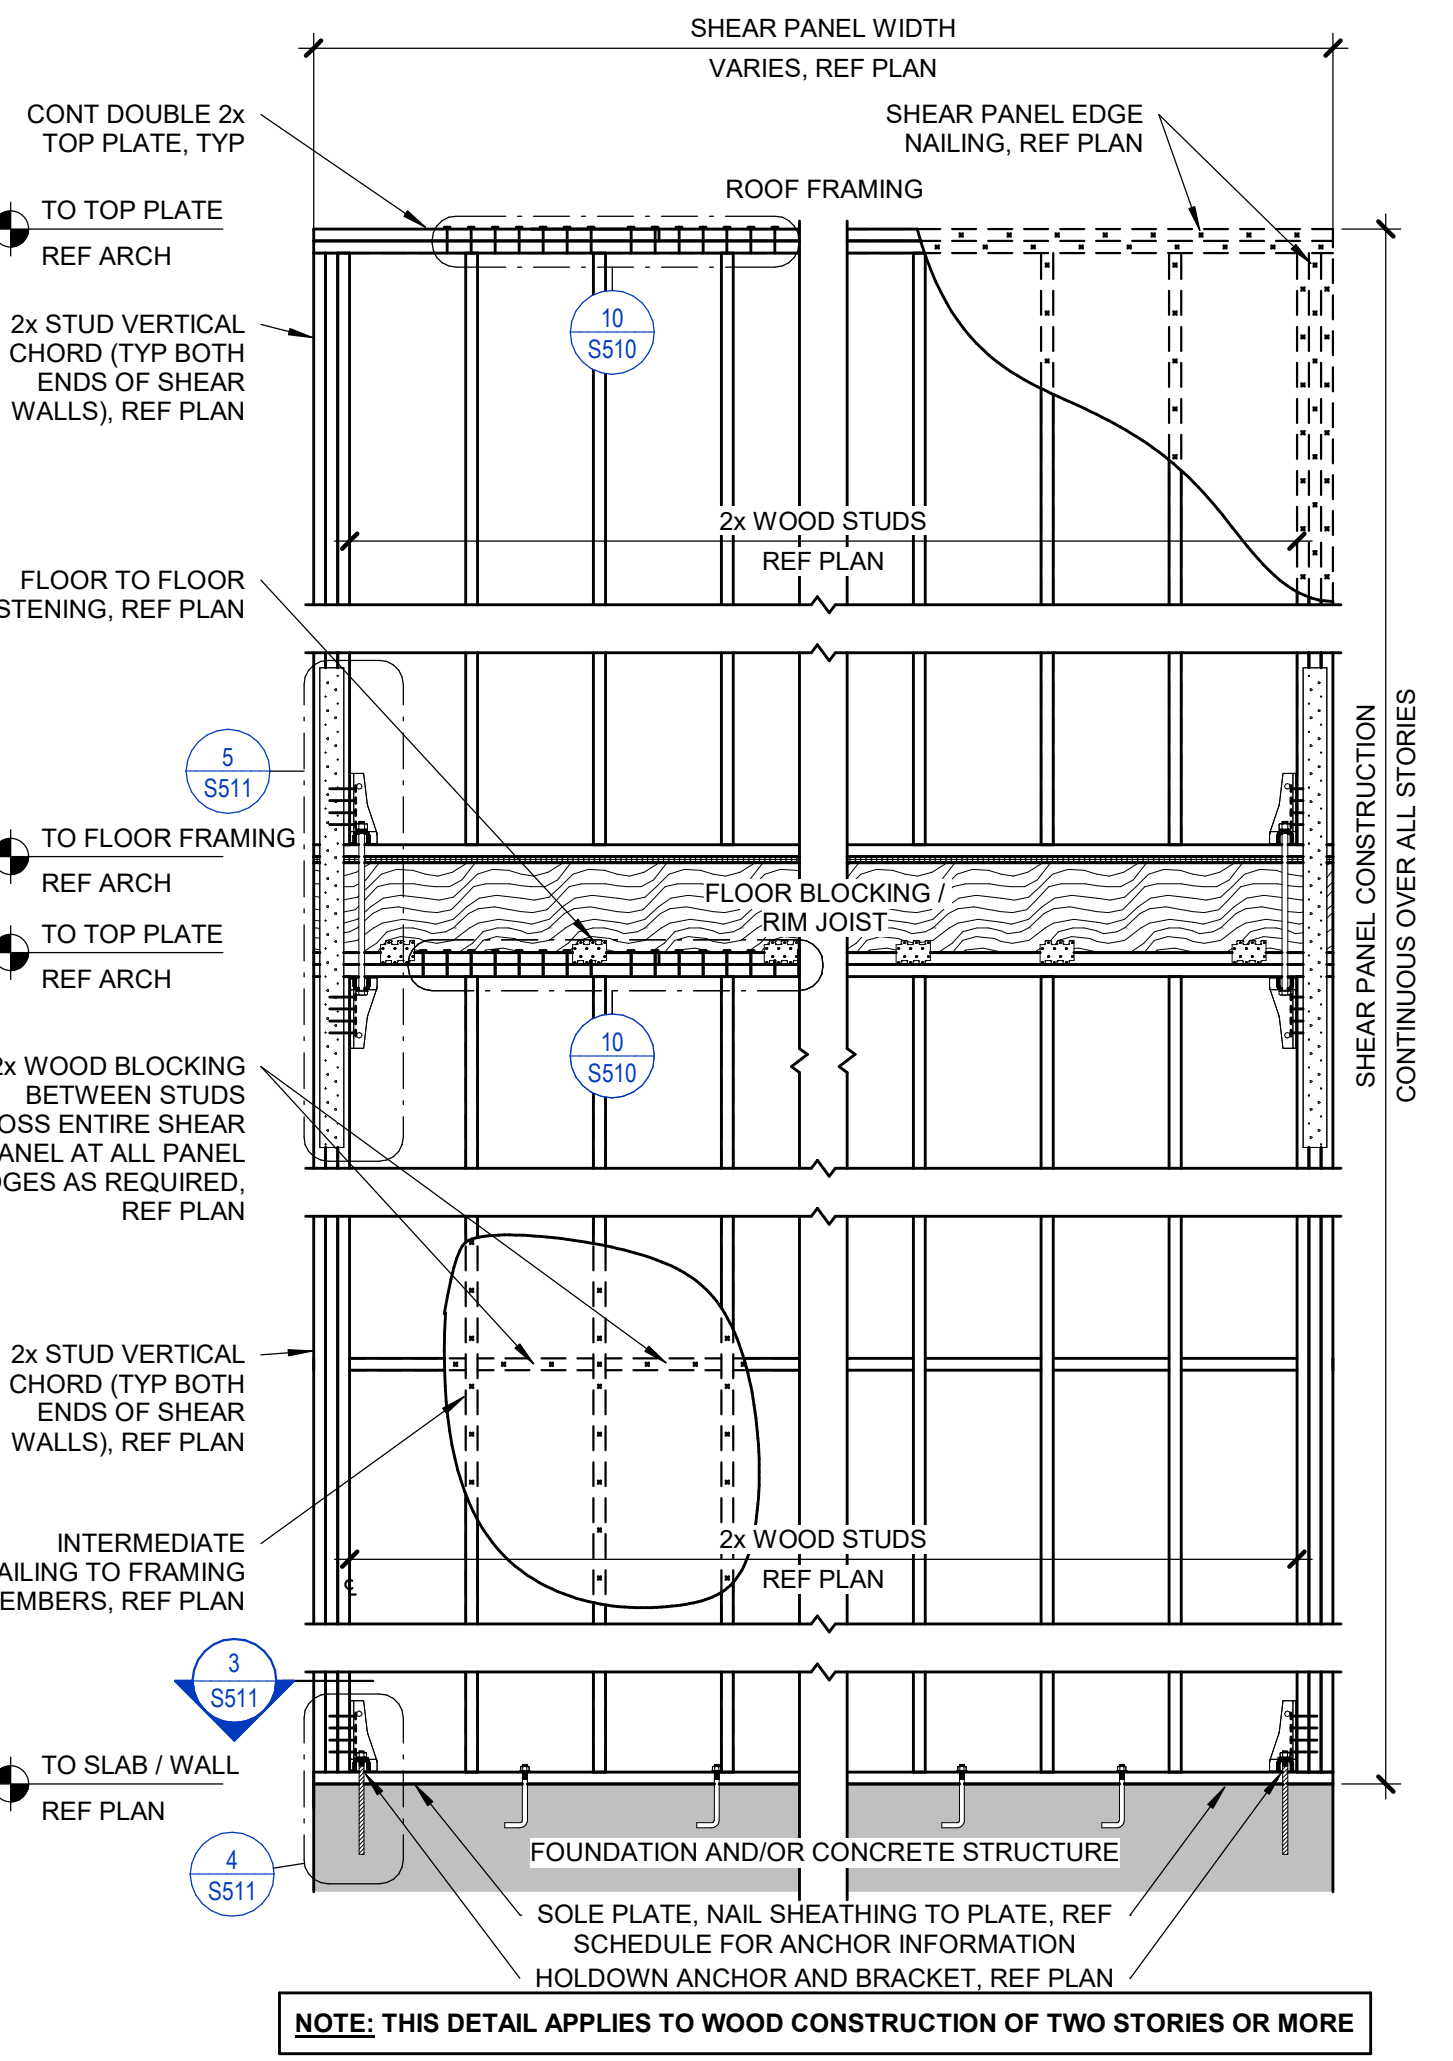 SHEAR PANEL WIDTH
VARIES, REF PLAN
CONT DOUBLE 2x
TOP PLATE, TYP
SHEAR PANEL EDGE
NAILING, REF PLAN
ROOF FRAMING
TO TOP PLATE
REF ARCH
2x STUD VERTICAL
CHORD (TYP BOTH
ENDS OF SHEAR
WALLS), REF PLAN
10
S510
2x WOOD STUDS
REF PLAN
FLOOR TO FLOOR
STENING, REF PLAN
5
S511
SHEAR PANEL CONSTRUCTION
CONTINUOUS OVER ALL STORIES
TO FLOOR FRAMING
REF ARCH
FLOOR BLOCKING /
RIM JOIST
TO TOP PLATE
REF ARCH
10
S510
2x WOOD BLOCKING
BETWEEN STUDS
OSS ENTIRE SHEAR
ANEL AT ALL PANEL
GES AS REQUIRED,
REF PLAN
2x STUD VERTICAL
CHORD (TYP BOTH
ENDS OF SHEAR
WALLS), REF PLAN
INTERMEDIATE
AILING TO FRAMING
EMBERS, REF PLAN
2x WOOD STUDS
REF PLAN
℄
3
S511
TO SLAB / WALL
REF PLAN
4
S511
FOUNDATION AND/OR CONCRETE STRUCTURE
SOLE PLATE, NAIL SHEATHING TO PLATE, REF
SCHEDULE FOR ANCHOR INFORMATION
HOLDOWN ANCHOR AND BRACKET, REF PLAN
NOTE: THIS DETAIL APPLIES TO WOOD CONSTRUCTION OF TWO STORIES OR MORE